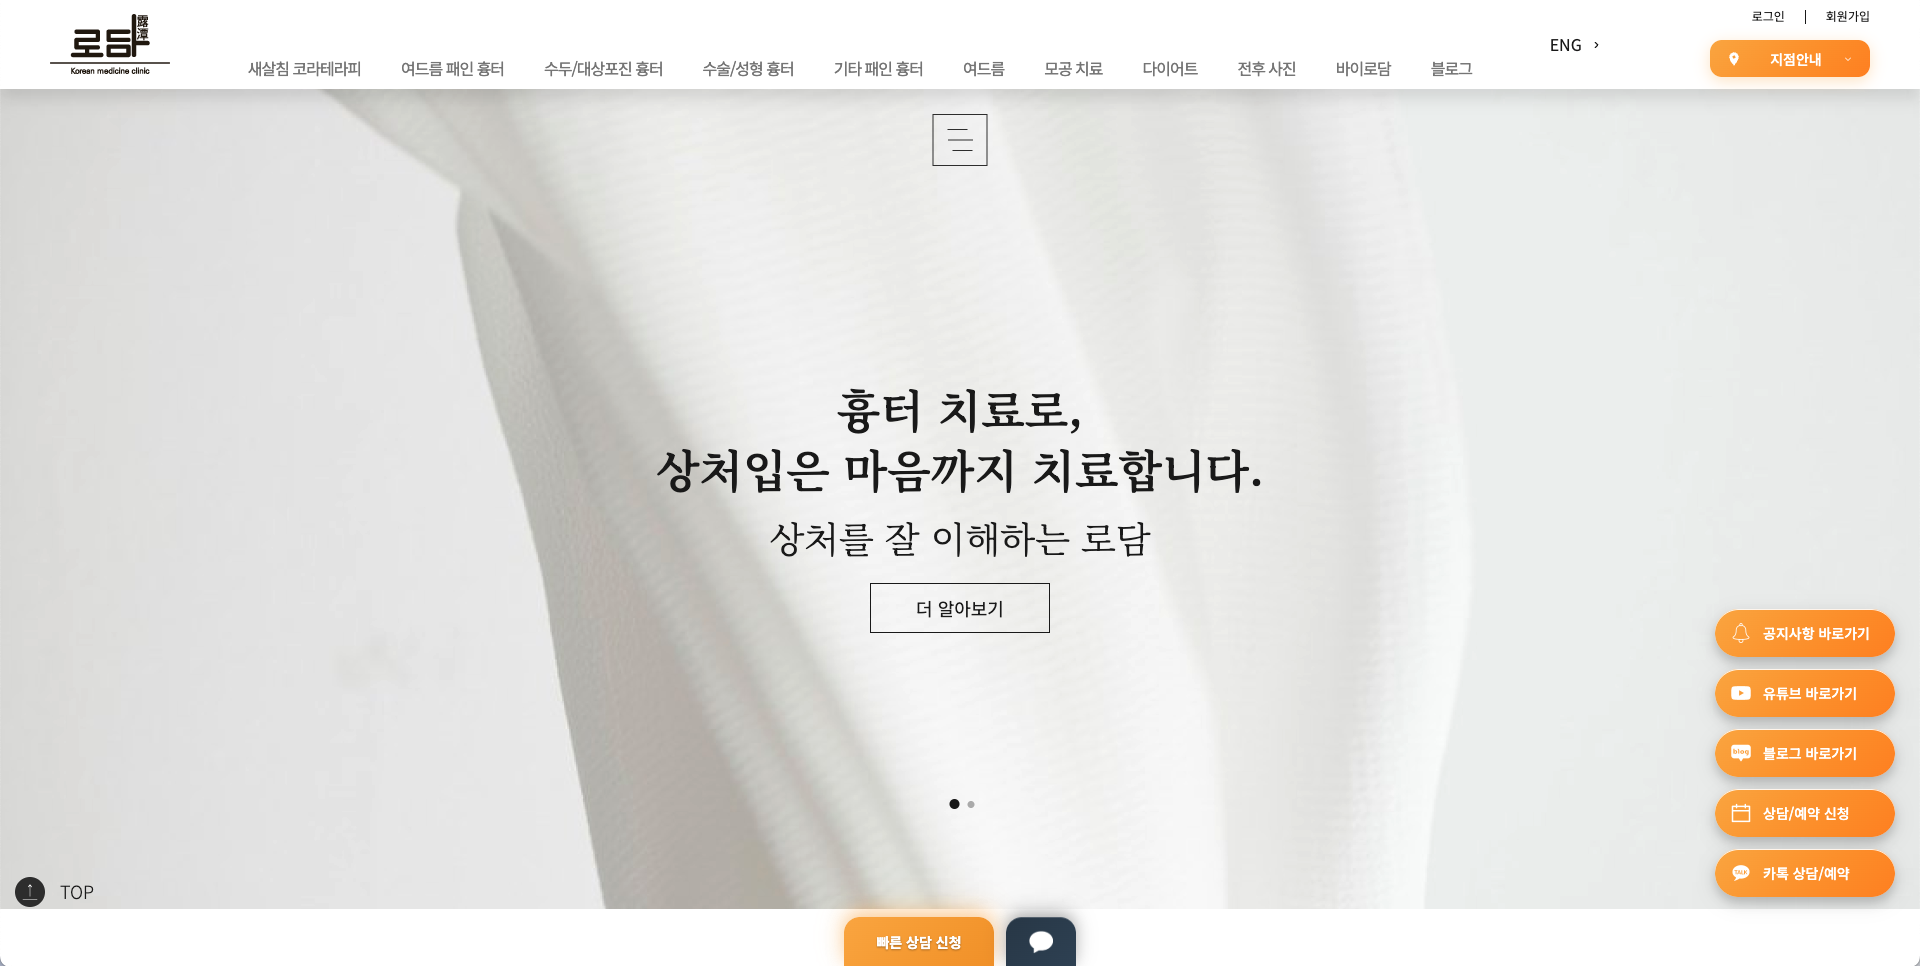 로담
露潭
Korean medicine clinic
로그인
회원가입
ENG
지점안내
새살침 코라테라피
여드름 패인 흉터
수두/대상포진 흉터
수술/성형 흉터
기타 패인 흉터
여드름
모공 치료
다이어트
전후 사진
바이로담
블로그
흉터 치료로,
상처입은 마음까지 치료합니다.
상처를 잘 이해하는 로담
더 알아보기
공지사항 바로가기
유튜브 바로가기
blog
블로그 바로가기
상담/예약 신청
TALK
카톡 상담/예약
TOP
빠른 상담 신청